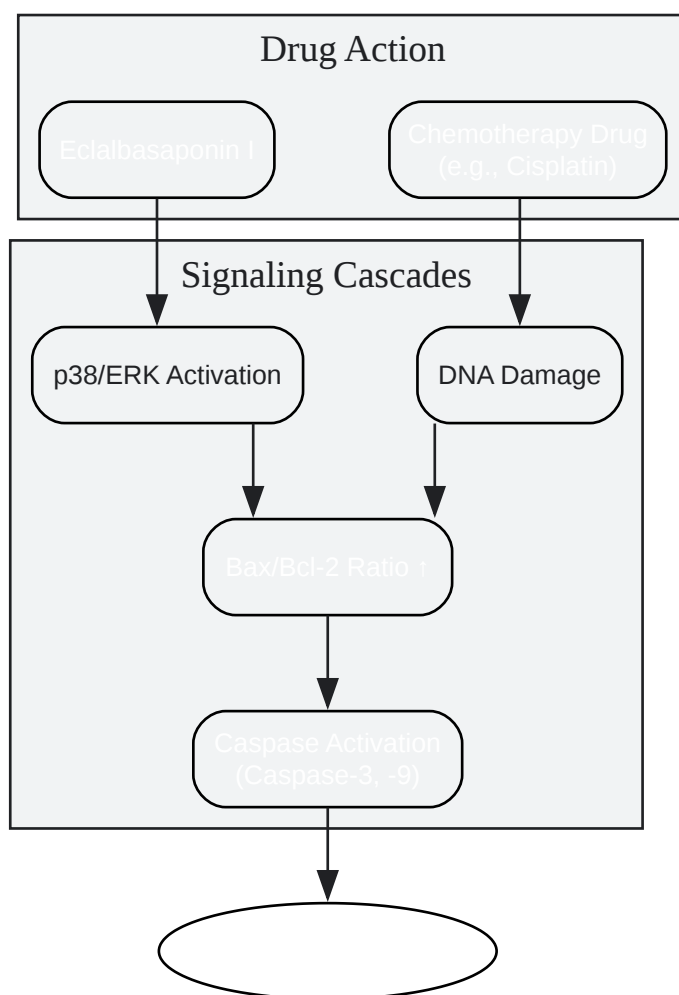 Drug Action
Eclalbasaponin I
Chemotherapy Drug
(e.g., Cisplatin)
Signaling Cascades
p38/ERK Activation
DNA Damage
Bax/Bcl-2 Ratio ↑
Caspase Activation
(Caspase-3, -9)